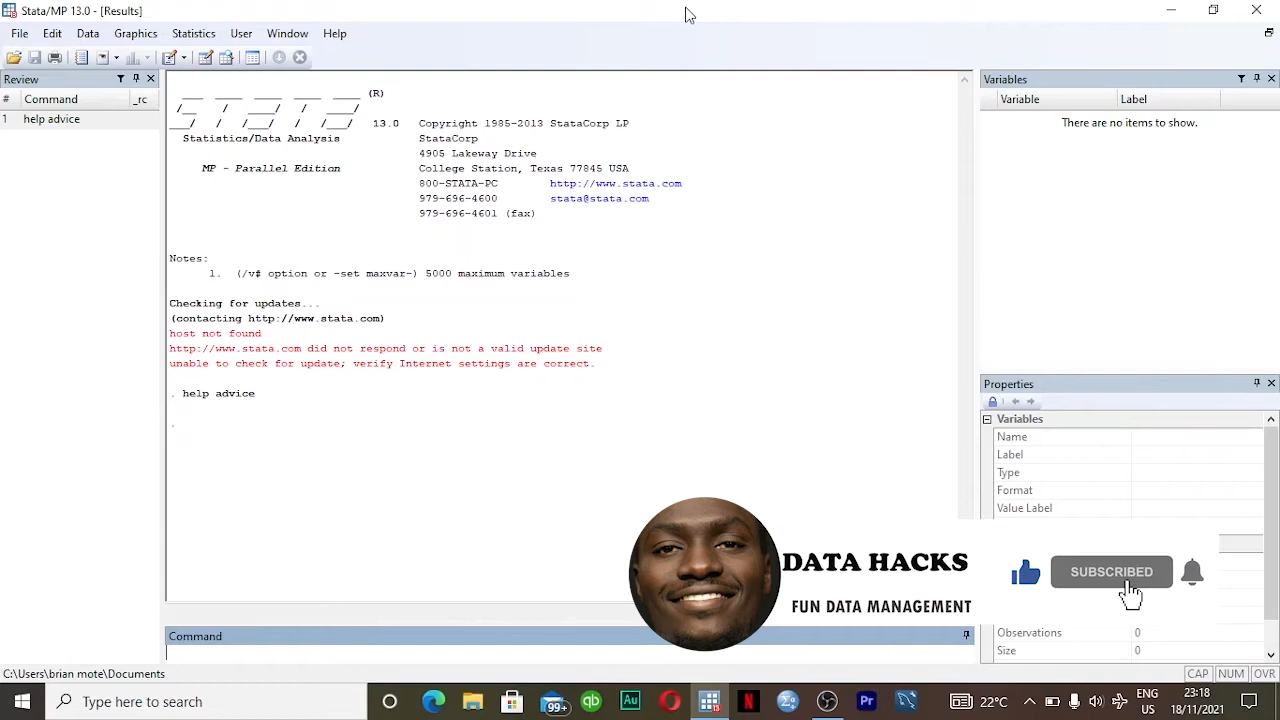 Stata/MP 13.0 - [Results]
File Edit Data Graphics Statistics User Window Help
Review
# Command _rc
1 help advice
(R)
13.0 Copyright 1985-2013 StataCorp LP
Statistics/Data Analysis StataCorp
4905 Lakeway Drive
MP - Parallel Edition College Station, Texas 77845 USA
800-STATA-PC http://www.stata.com
979-696-4600 stata@stata.com
979-696-4601 (fax)
Notes:
1. (/v# option or -set maxvar-) 5000 maximum variables
Checking for updates...
(contacting http://www.stata.com)
host not found
http://www.stata.com did not respond or is not a valid update site
unable to check for update; verify Internet settings are correct.
. help advice
.
Variables
Variable Label
There are no items to show.
Properties
Variables
Name
Label
Type
Format
Value Label
Observations 0
Size 0
DATA HACKS
FUN DATA MANAGEMENT
SUBSCRIBED
Command
C:\Users\brian mote\Documents
CAP NUM OVR
Type here to search
99+
Au
qb
N
Pr
22°C
ENG
US
23:18
18/11/2021